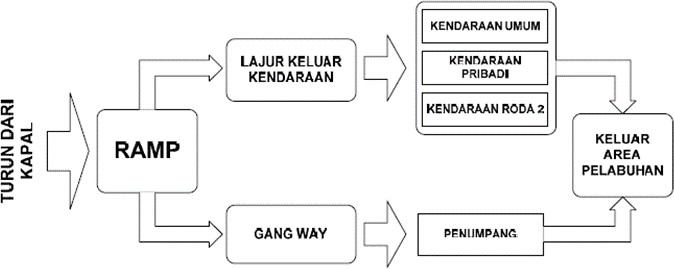 TURUN DARI
KAPAL
RAMP
LAJUR KELUAR
KENDARAAN
KENDARAAN UMUM
KENDARAAN
PRIBADI
KENDARAAN RODA 2
GANG WAY
PENUMPANG
KELUAR
AREA
PELABUHAN